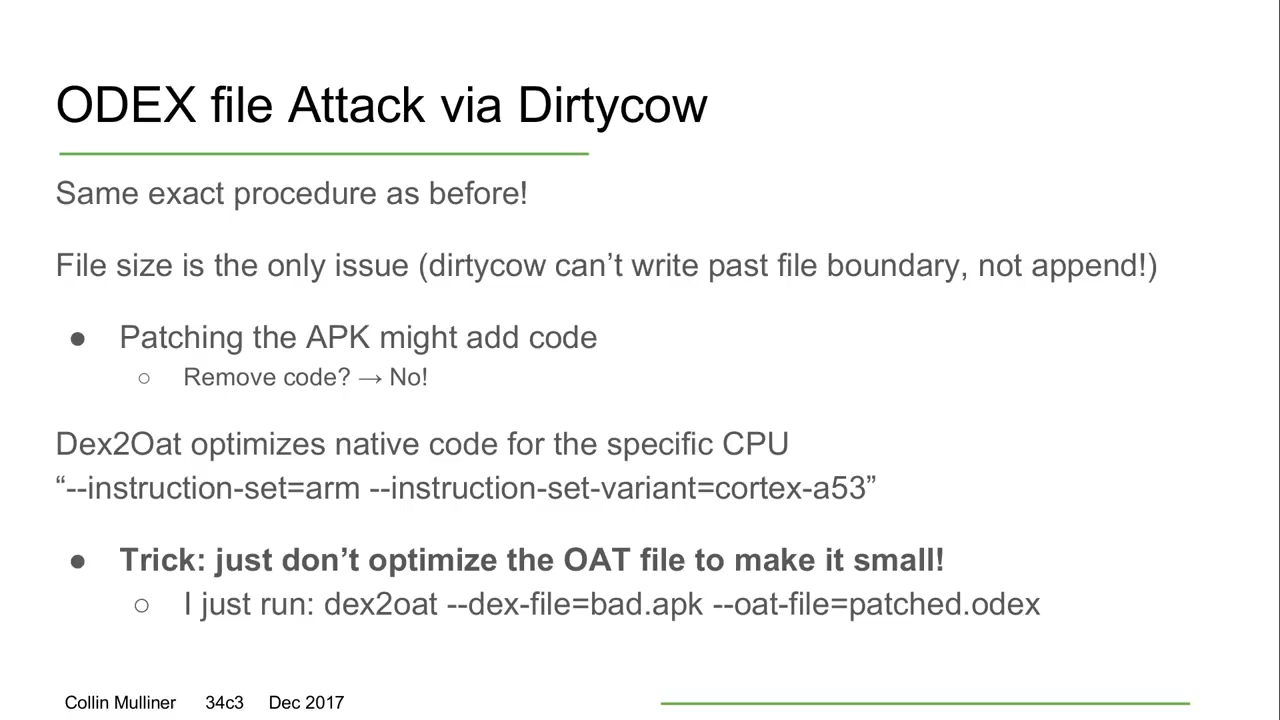 ODEX file Attack via Dirtycow
Same exact procedure as before!
File size is the only issue (dirtycow can’t write past file boundary, not append!)
● Patching the APK might add code
○ Remove code? → No!
Dex2Oat optimizes native code for the specific CPU
“--instruction-set=arm --instruction-set-variant=cortex-a53”
● Trick: just don’t optimize the OAT file to make it small!
○ I just run: dex2oat --dex-file=bad.apk --oat-file=patched.odex
Collin Mulliner 34c3 Dec 2017